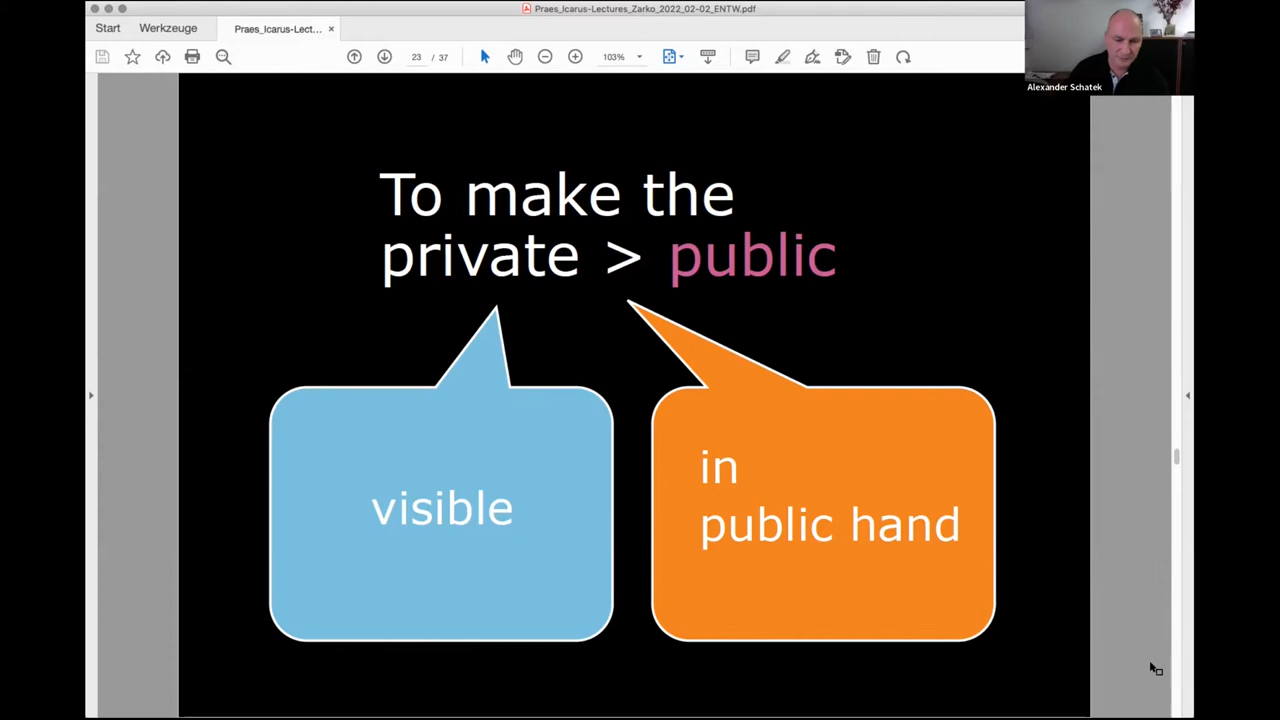 Praes_Icarus-Lectures_Zarko_2022_02-02_ENTW.pdf
Start Werkzeuge Praes_Icarus-Lect... ×
23 / 37 103%
Alexander Schatek
To make the
private > public
visible
in
public hand